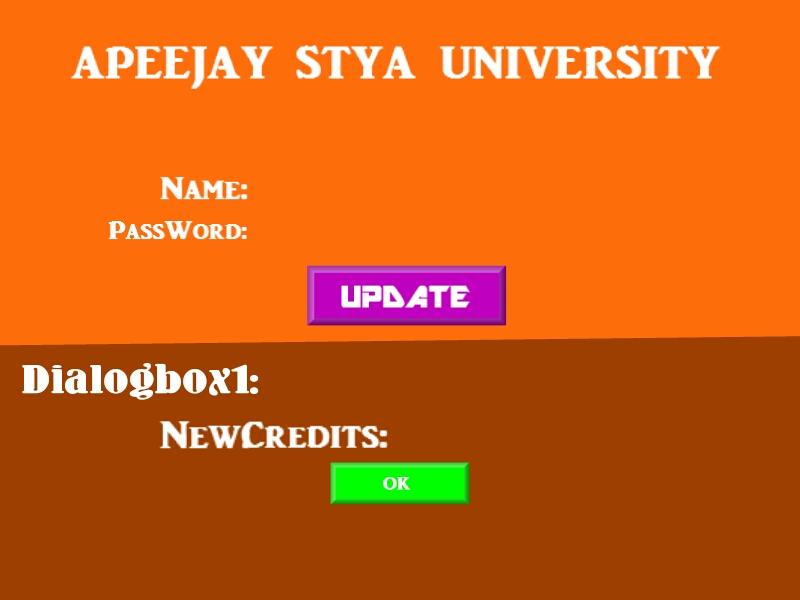 APEEJAY STYA UNIVERSITY
NAME:
PASSWORD:
UPDATE
Dialogbox1:
NEWCREDITS:
OK